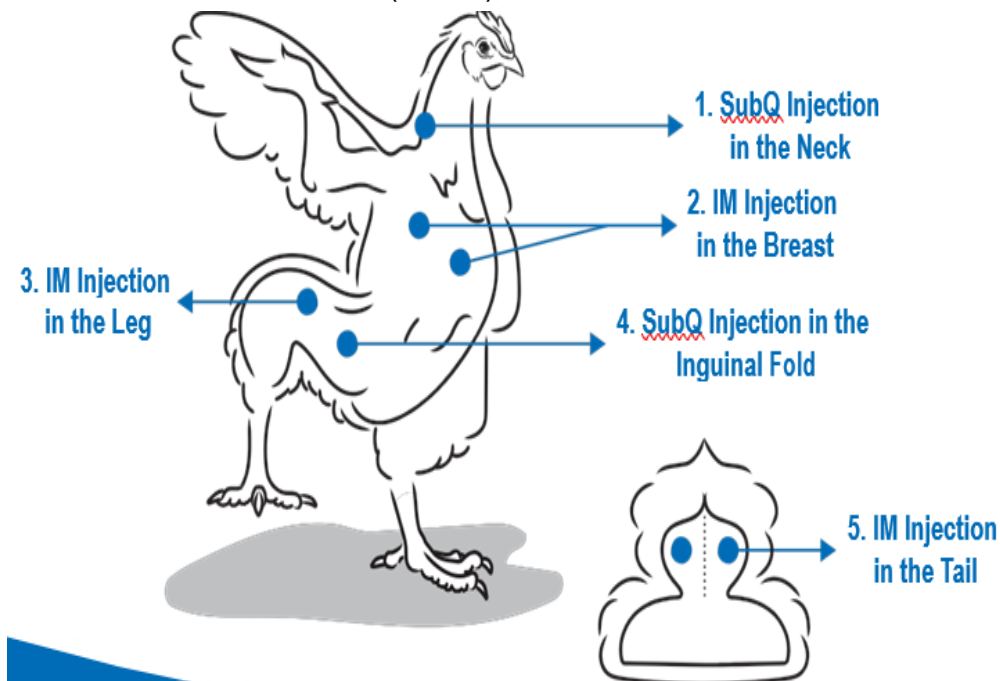 1. SubQ Injection
in the Neck
2. IM Injection
in the Breast
3. IM Injection
in the Leg
4. SubQ Injection in the
Inguinal Fold
5. IM Injection
in the Tail